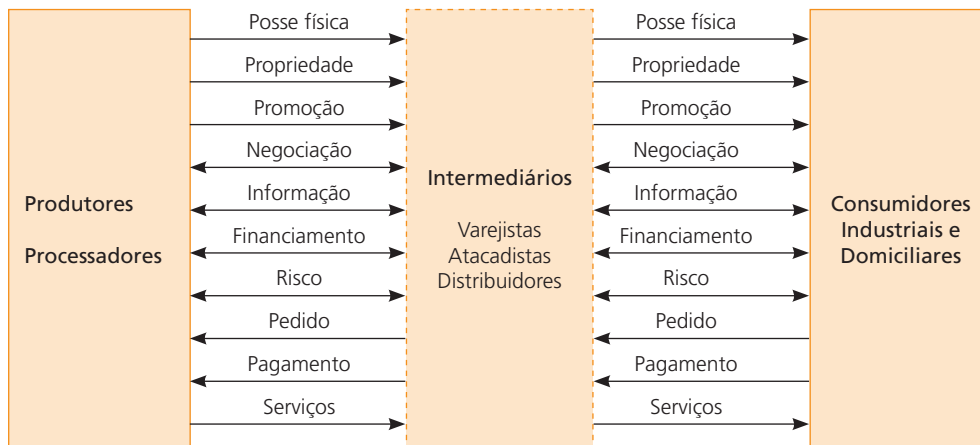 Produtores
Processadores
Posse física
Propriedade
Promoção
Negociação
Informação
Financiamento
Risco
Pedido
Pagamento
Serviços
Intermediários
Varejistas
Atacadistas
Distribuidores
Posse física
Propriedade
Promoção
Negociação
Informação
Financiamento
Risco
Pedido
Pagamento
Serviços
Consumidores
Industriais e
Domiciliares